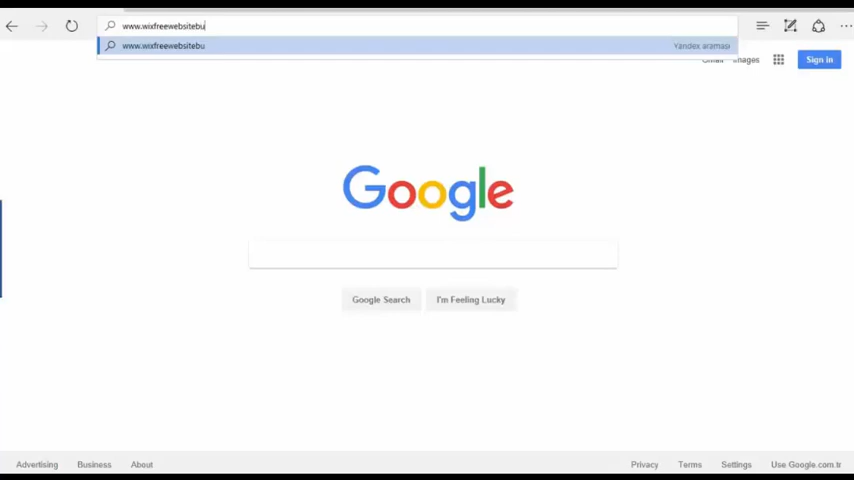 www.wixfreewebsitebu
www.wixfreewebsitebu Yandex araması
Gmail Images Sign in
Google
Google Search I'm Feeling Lucky
Advertising Business About Privacy Terms Settings Use Google.com.tr